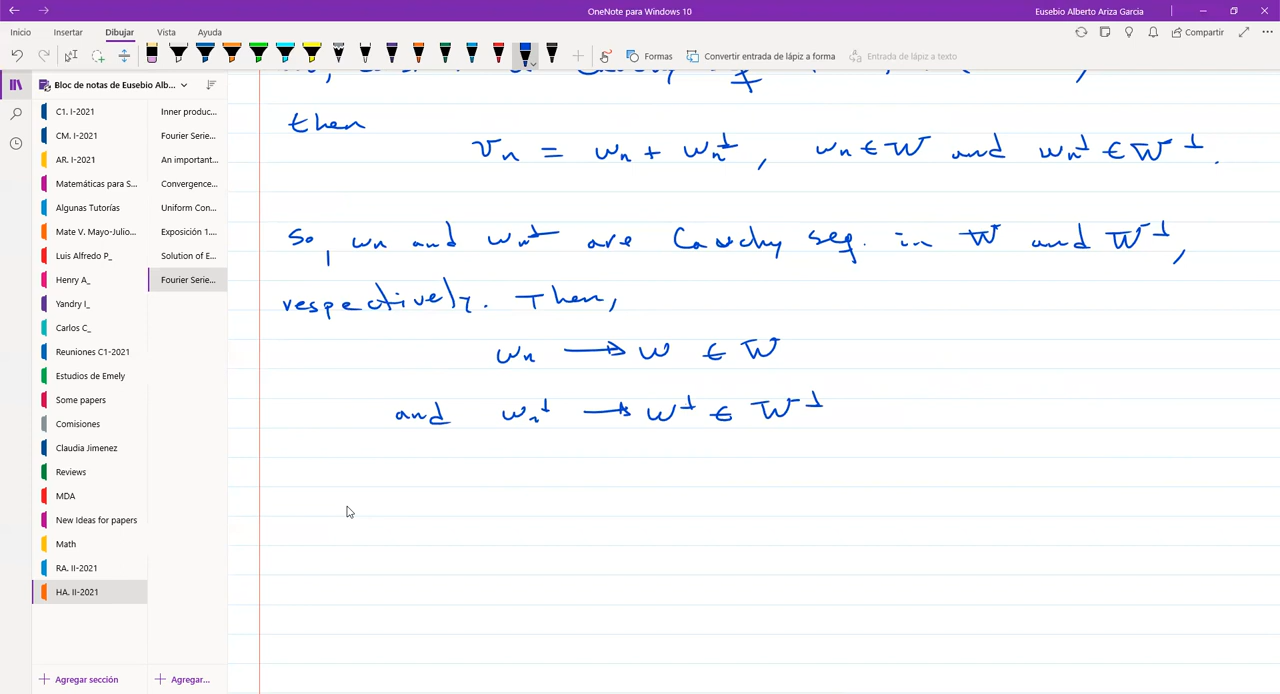 OneNote para Windows 10
Eusebio Alberto Ariza Garcia
Inicio Insertar Dibujar Vista Ayuda
Compartir
Formas Convertir entrada de lápiz a forma Entrada de lápiz a texto
Bloc de notas de Eusebio Alb...
C1. I-2021
CM. I-2021
AR. I-2021
Matemáticas para S...
Algunas Tutorías
Mate V. Mayo-Julio...
Luis Alfredo P_
Henry A_
Yandry I_
Carlos C_
Reuniones C1-2021
Estudios de Emely
Some papers
Comisiones
Claudia Jimenez
Reviews
MDA
New Ideas for papers
Math
RA. II-2021
HA. II-2021
Agregar sección
Inner produc...
Fourier Serie...
An important...
Convergence...
Uniform Con...
Exposición 1....
Solution of E...
Fourier Serie...
Agregar...
then
vₙ = wₙ + wₙ^⊥, wₙ ∈ W and wₙ^⊥ ∈ W^⊥.
So, wₙ and wₙ^⊥ are Cauchy seq. in W and W^⊥,
respectively. Then,
wₙ → w ∈ W
and wₙ^⊥ → w^⊥ ∈ W^⊥